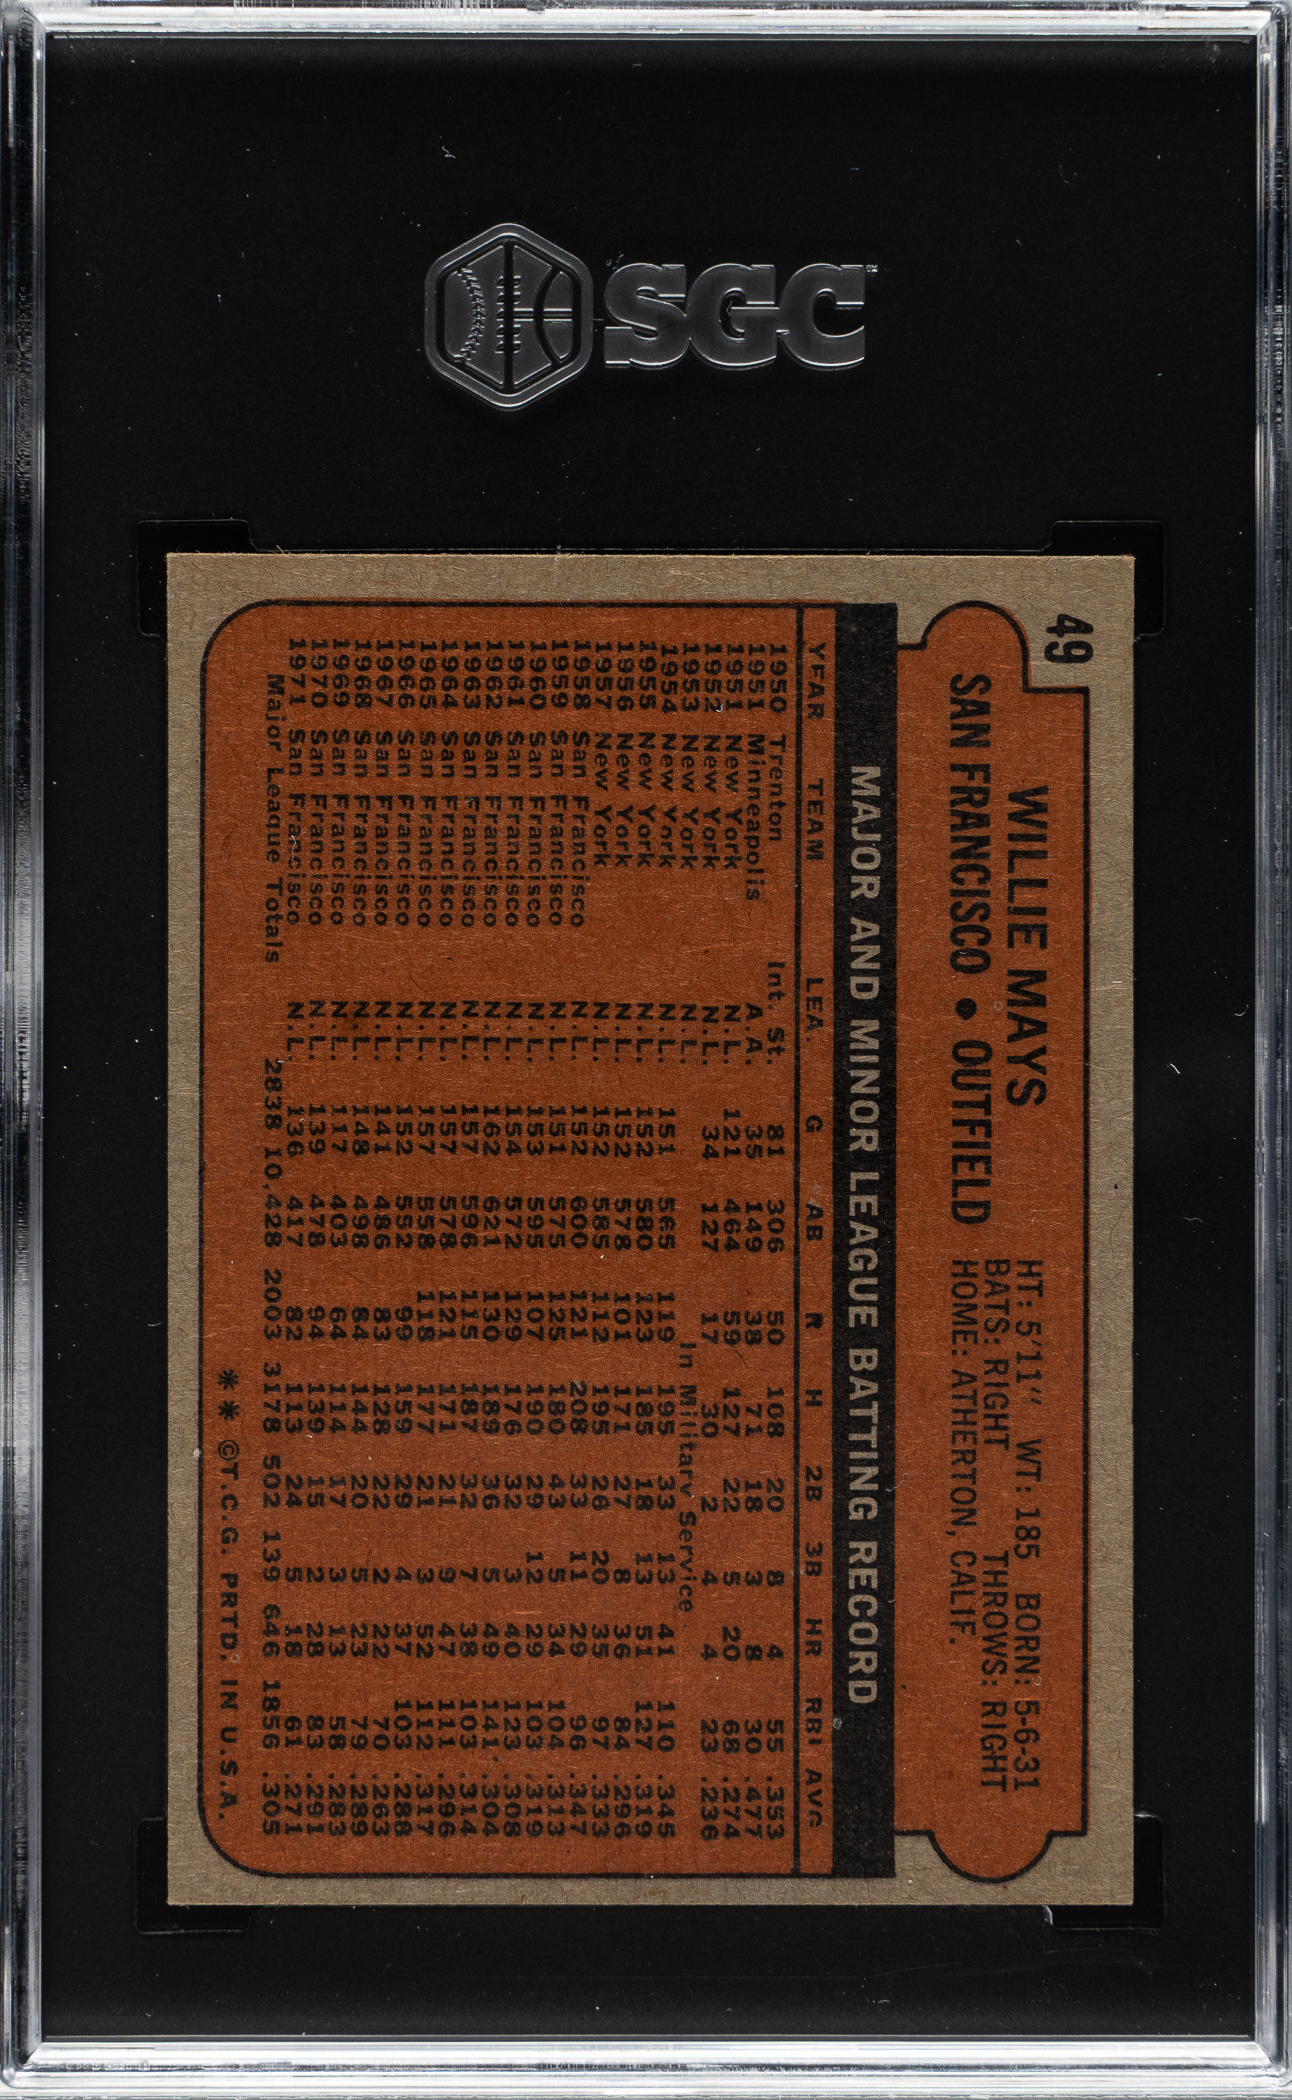 SGC
49
WILLIE MAYS
SAN FRANCISCO • OUTFIELD
HT: 5'11" WT: 185 BORN: 5-6-31
BATS: RIGHT THROWS: RIGHT
HOME: ATHERTON, CALIF.
MAJOR AND MINOR LEAGUE BATTING RECORD
YEAR TEAM LEA. G AB R H 2B 3B HR RBI AVG
1950 Trenton Int. St. 81 306 50 108 20 8 4 55 .353
1951 Minneapolis A.A. 35 149 38 171 18 3 8 30 .477
1951 New York N.L. 121 464 59 127 22 5 20 68 .274
1952 New York N.L. 34 127 17 30 2 4 4 23 .236
1953 New York N.L. In Military Service
1954 New York N.L. 151 565 119 195 33 13 41 110 .345
1955 New York N.L. 152 580 123 185 18 13 51 127 .319
1956 New York N.L. 152 578 101 171 27 8 36 84 .296
1957 New York N.L. 152 585 112 195 26 20 35 97 .333
1958 San Francisco N.L. 152 600 121 208 33 11 29 96 .347
1959 San Francisco N.L. 151 575 125 180 43 5 34 104 .313
1960 San Francisco N.L. 153 595 107 190 29 12 29 103 .319
1961 San Francisco N.L. 154 572 129 176 32 3 40 123 .308
1962 San Francisco N.L. 162 621 130 189 36 5 49 141 .304
1963 San Francisco N.L. 157 596 115 187 32 7 38 103 .314
1964 San Francisco N.L. 157 578 121 171 21 9 47 111 .296
1965 San Francisco N.L. 157 558 118 177 21 3 52 112 .317
1966 San Francisco N.L. 152 552 99 159 29 4 37 103 .288
1967 San Francisco N.L. 141 486 83 128 22 2 22 70 .263
1968 San Francisco N.L. 148 498 84 144 20 5 23 79 .289
1969 San Francisco N.L. 117 403 64 114 17 3 13 58 .283
1970 San Francisco N.L. 139 478 94 139 15 2 28 83 .291
1971 San Francisco N.L. 136 417 82 113 24 5 18 61 .271
Major League Totals 2838 10,428 2003 3178 502 139 646 1856 .305
** ©T.C.G. PRTD. IN U.S.A.